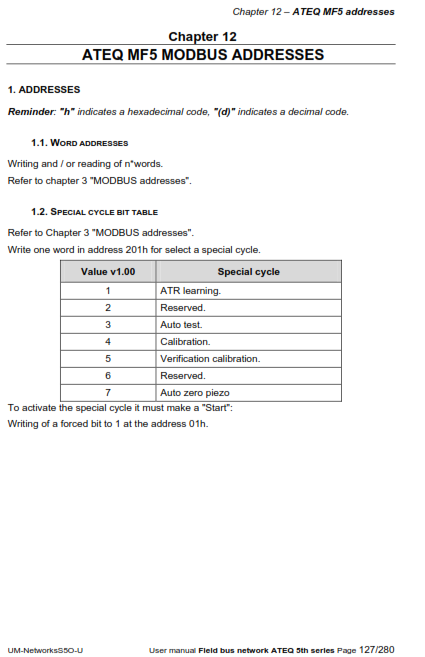 Chapter 12 – ATEQ MF5 addresses
Chapter 12
ATEQ MF5 MODBUS ADDRESSES
1. ADDRESSES
Reminder: "h" indicates a hexadecimal code, "(d)" indicates a decimal code.
1.1. WORD ADDRESSES
Writing and / or reading of n*words.
Refer to chapter 3 "MODBUS addresses".
1.2. SPECIAL CYCLE BIT TABLE
Refer to Chapter 3 "MODBUS addresses".
Write one word in address 201h for select a special cycle.
Value v1.00 Special cycle
1 ATR learning.
2 Reserved.
3 Auto test.
4 Calibration.
5 Verification calibration.
6 Reserved.
7 Auto zero piezo
To activate the special cycle it must make a "Start":
Writing of a forced bit to 1 at the address 01h.
UM-NetworksS5O-U User manual Field bus network ATEQ 5th series Page 127/280